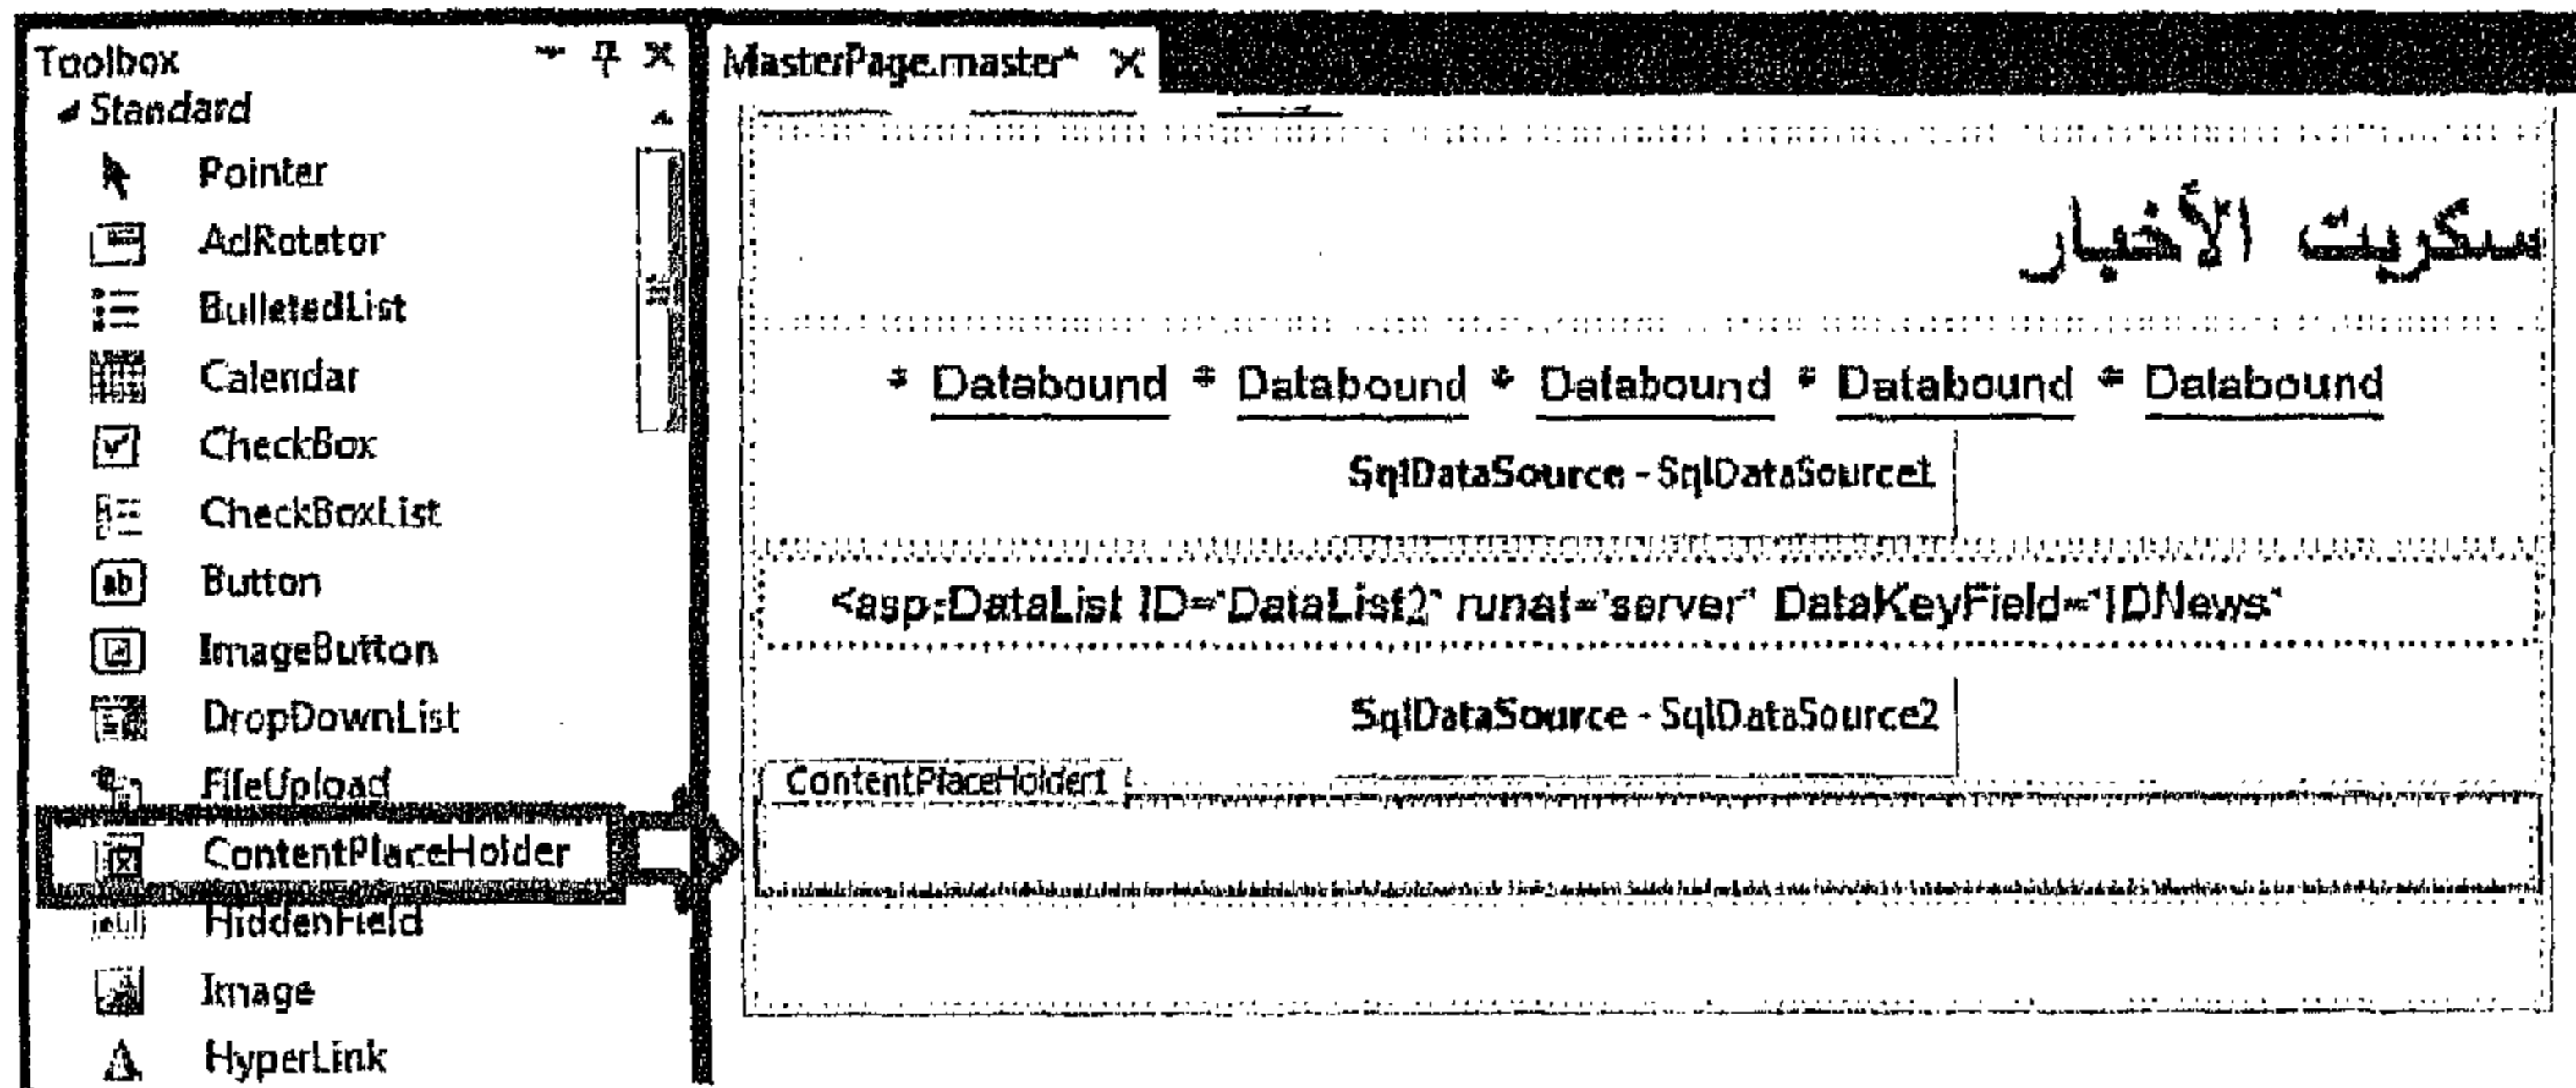 Toolbox
Standard
Pointer
AdRotator
BulletedList
Calendar
CheckBox
CheckBoxList
Button
ImageButton
DropDownList
FileUpload
ContentPlaceHolder
HiddenField
Image
HyperLink
MasterPage.master*
سكربت الأخبار
* Databound * Databound * Databound * Databound * Databound
SqlDataSource - SqlDataSource1
<asp:DataList ID="DataList2" runat="server" DataKeyField="IDNews"
SqlDataSource - SqlDataSource2
ContentPlaceHolder1